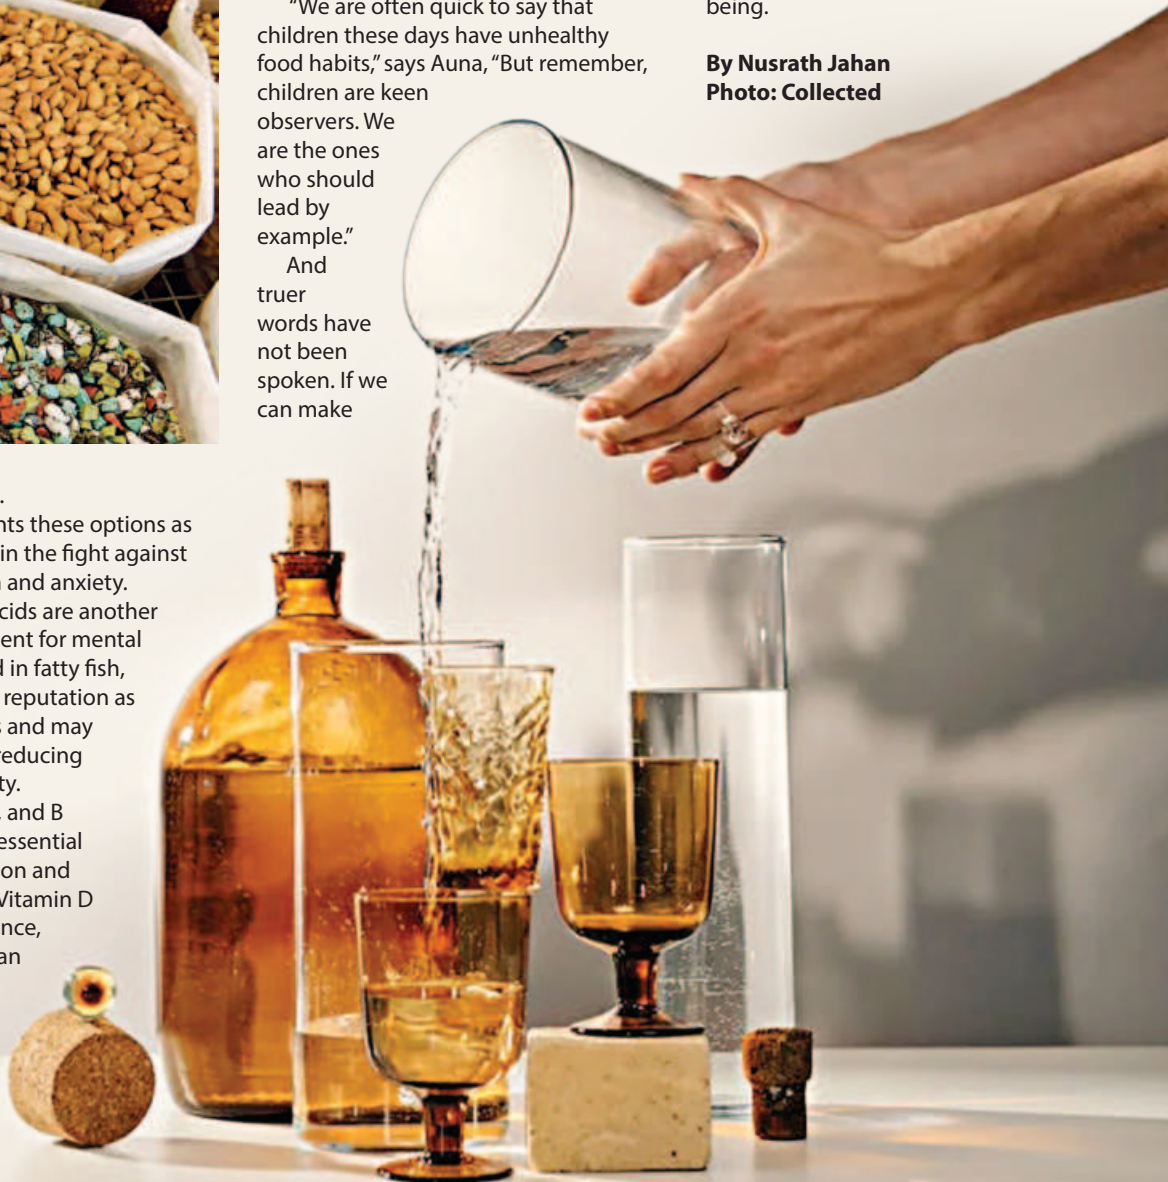 .
nts these options as
in the fight against
and anxiety.
cids are another
ent for mental
d in fatty fish,
reputation as
s and may
reducing
ty.
, and B
essential
on and
Vitamin D
nce,
an
“We are often quick to say that
children these days have unhealthy
food habits,” says Auna, “But remember,
children are keen
observers. We
are the ones
who should
lead by
example.”
And
truer
words have
not been
spoken. If we
can make
being.
By Nusrath Jahan
Photo: Collected